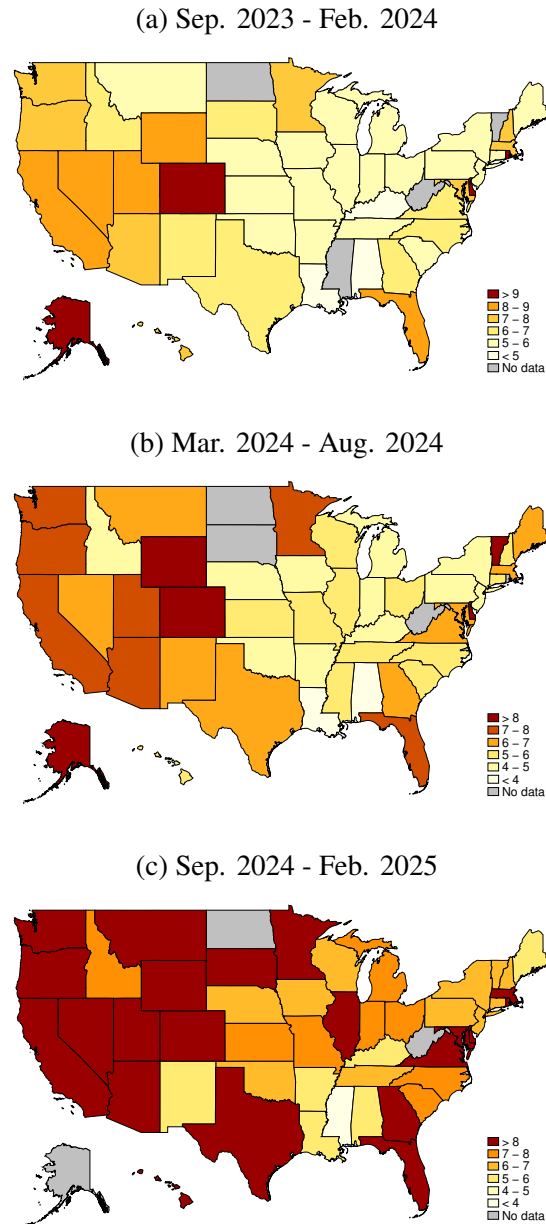 (a) Sep. 2023 - Feb. 2024
> 9
8 – 9
7 – 8
6 – 7
5 – 6
< 5
No data
(b) Mar. 2024 - Aug. 2024
> 8
7 – 8
6 – 7
5 – 6
4 – 5
< 4
No data
(c) Sep. 2024 - Feb. 2025
> 8
7 – 8
6 – 7
5 – 6
4 – 5
< 4
No data